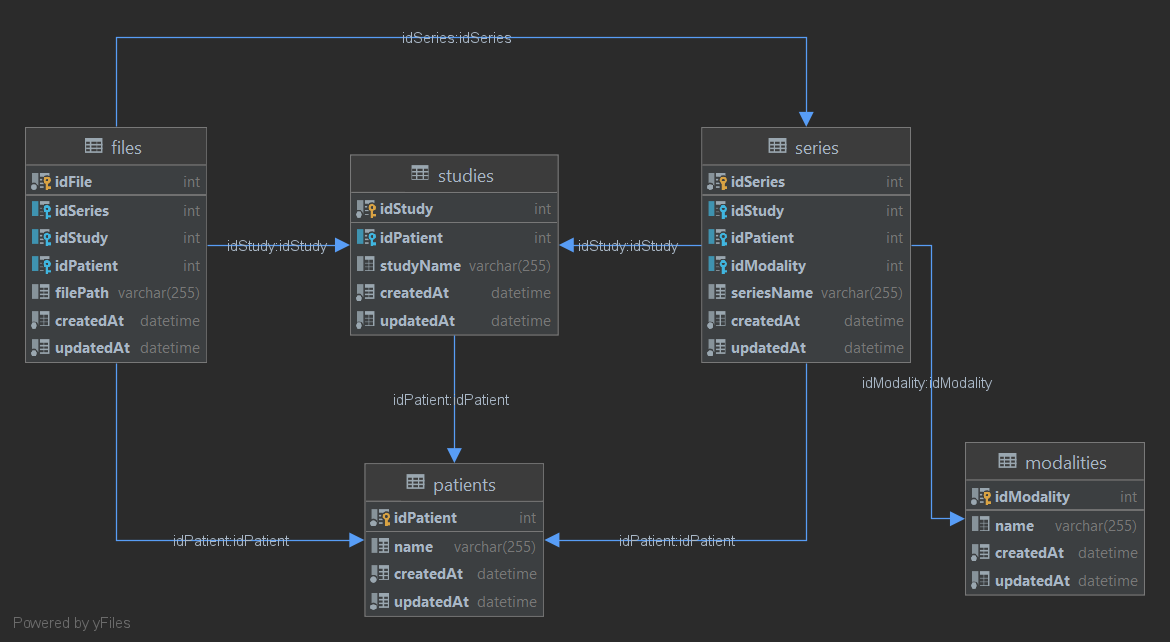 idSeries:idSeries
files
idFile int
idSeries int
idStudy int
idPatient int
filePath varchar(255)
createdAt datetime
updatedAt datetime
idStudy:idStudy
studies
idStudy int
idPatient int
studyName varchar(255)
createdAt datetime
updatedAt datetime
idStudy:idStudy
series
idSeries int
idStudy int
idPatient int
idModality int
seriesName varchar(255)
createdAt datetime
updatedAt datetime
idModality:idModality
idPatient:idPatient
patients
idPatient int
name varchar(255)
createdAt datetime
updatedAt datetime
idPatient:idPatient
idPatient:idPatient
modalities
idModality int
name varchar(255)
createdAt datetime
updatedAt datetime
Powered by yFiles